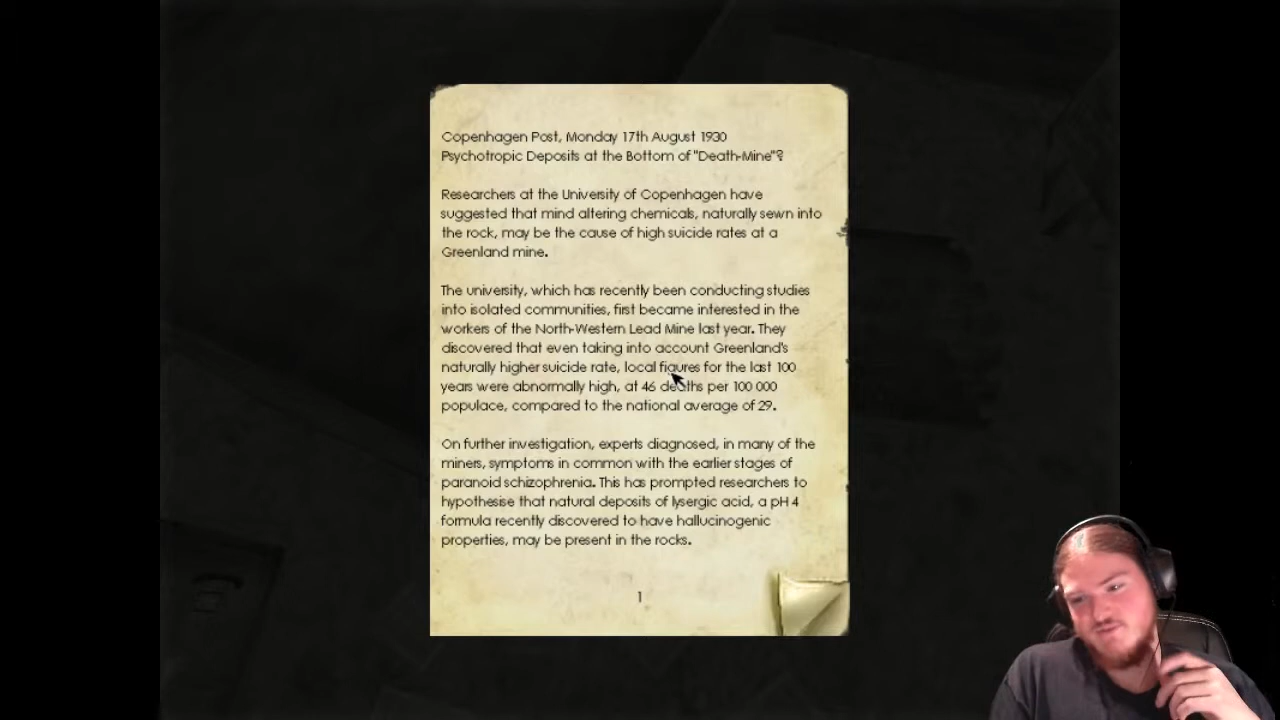 Copenhagen Post, Monday 17th August 1930
Psychotropic Deposits at the Bottom of "Death-Mine"?
Researchers at the University of Copenhagen have
suggested that mind altering chemicals, naturally sewn into
the rock, may be the cause of high suicide rates at a
Greenland mine.
The university, which has recently been conducting studies
into isolated communities, first became interested in the
workers of the North-Western Lead Mine last year. They
discovered that even taking into account Greenland's
naturally higher suicide rate, local figures for the last 100
years were abnormally high, at 46 deaths per 100 000
populace, compared to the national average of 29.
On further investigation, experts diagnosed, in many of the
miners, symptoms in common with the earlier stages of
paranoid schizophrenia. This has prompted researchers to
hypothesise that natural deposits of lysergic acid, a pH 4
formula recently discovered to have hallucinogenic
properties, may be present in the rocks.
1